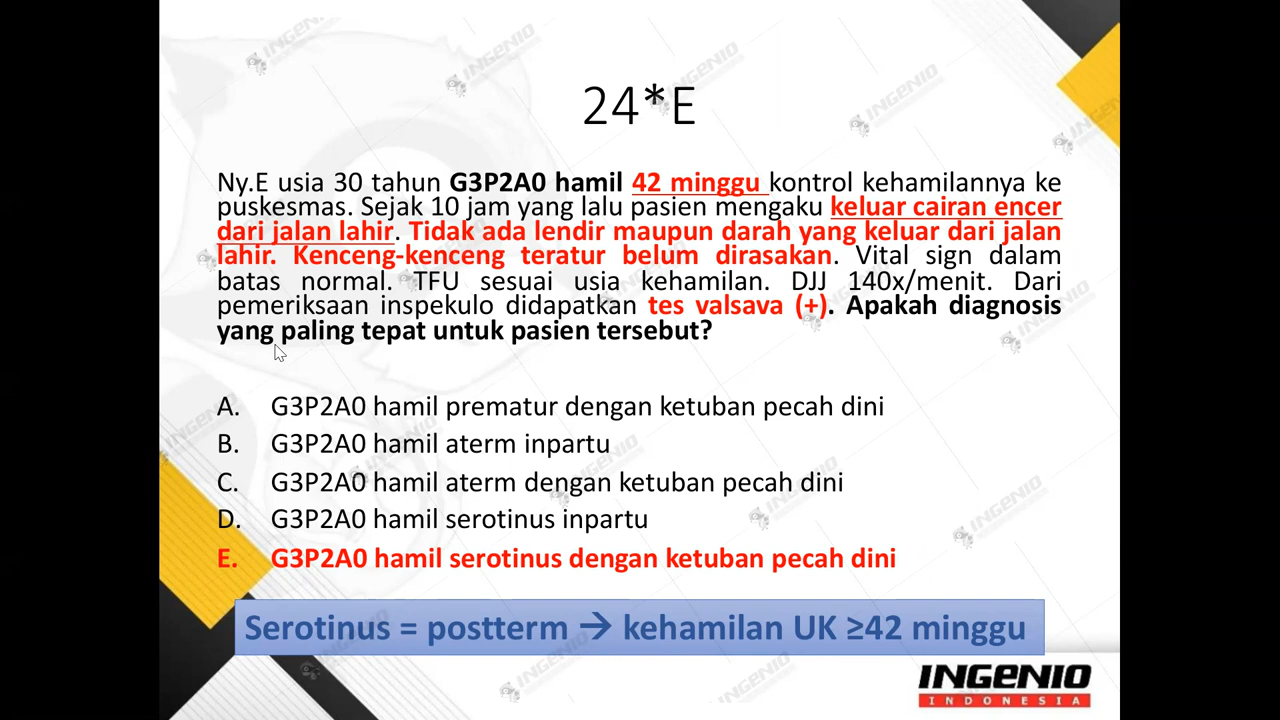 24*E
Ny.E usia 30 tahun G3P2A0 hamil 42 minggu kontrol kehamilannya ke
puskesmas. Sejak 10 jam yang lalu pasien mengaku keluar cairan encer
dari jalan lahir. Tidak ada lendir maupun darah yang keluar dari jalan
lahir. Kenceng-kenceng teratur belum dirasakan. Vital sign dalam
batas normal. TFU sesuai usia kehamilan. DJJ 140x/menit. Dari
pemeriksaan inspekulo didapatkan tes valsava (+). Apakah diagnosis
yang paling tepat untuk pasien tersebut?
A. G3P2A0 hamil prematur dengan ketuban pecah dini
B. G3P2A0 hamil aterm inpartu
C. G3P2A0 hamil aterm dengan ketuban pecah dini
D. G3P2A0 hamil serotinus inpartu
E. G3P2A0 hamil serotinus dengan ketuban pecah dini
Serotinus = postterm → kehamilan UK ≥42 minggu
INGENIO
INDONESIA